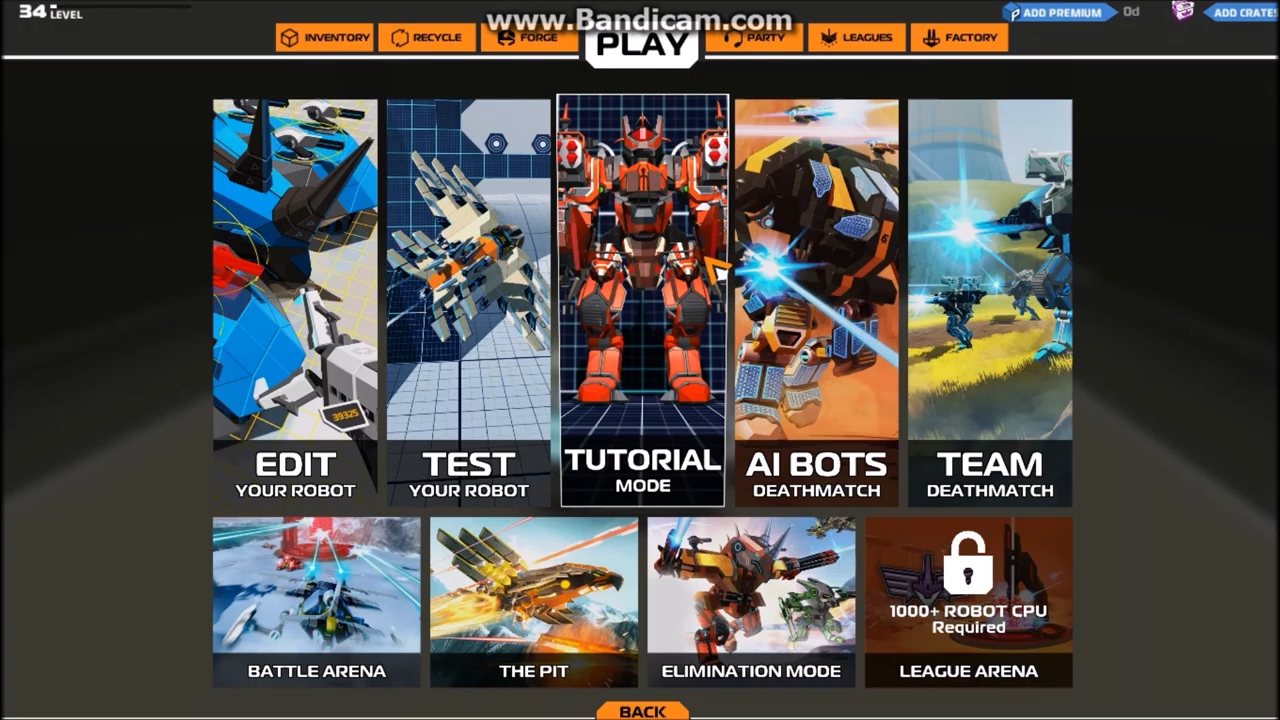 34 LEVEL
www.Bandicam.com
ADD PREMIUM
0d
ADD CRATE
INVENTORY
RECYCLE
FORGE
PLAY
PARTY
LEAGUES
FACTORY
39325
EDIT
YOUR ROBOT
TEST
YOUR ROBOT
TUTORIAL
MODE
AI BOTS
DEATHMATCH
TEAM
DEATHMATCH
BATTLE ARENA
THE PIT
ELIMINATION MODE
1000+ ROBOT CPU
Required
LEAGUE ARENA
BACK